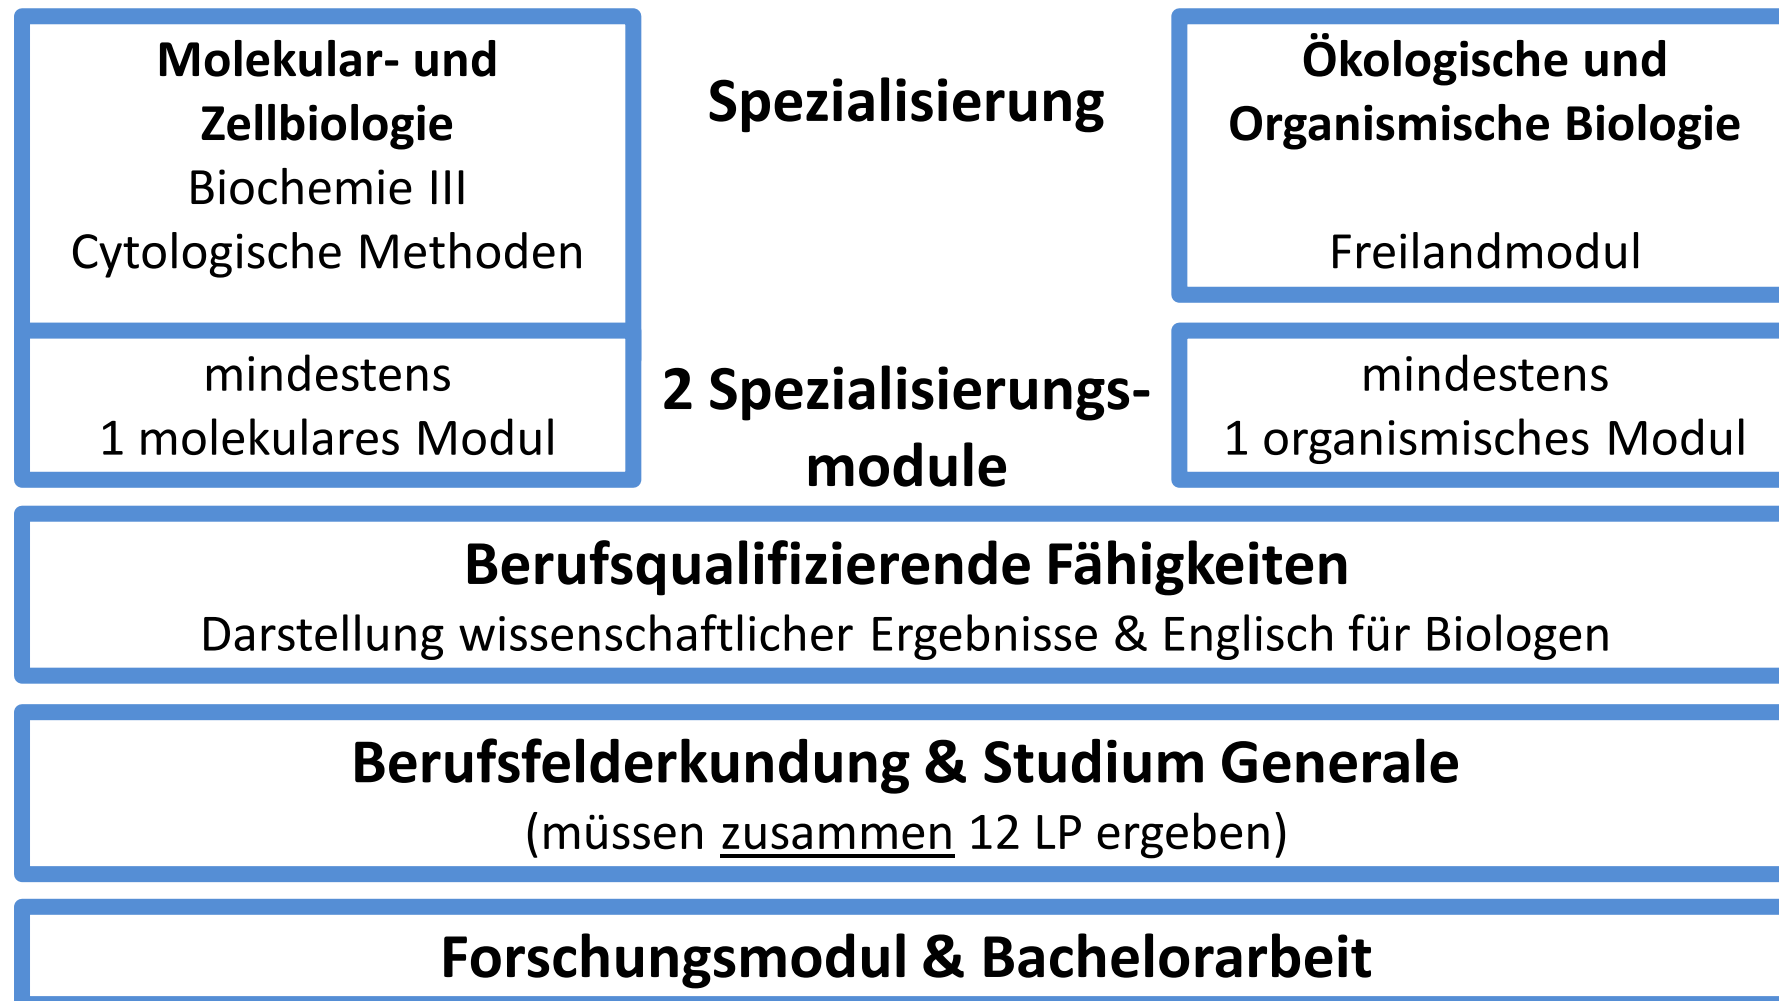 Molekular- und
Zellbiologie
Biochemie III
Cytologische Methoden
Spezialisierung
Ökologische und
Organismische Biologie
Freilandmodul
mindestens
1 molekulares Modul
2 Spezialisierungs-
module
mindestens
1 organismisches Modul
Berufsqualifizierende Fähigkeiten
Darstellung wissenschaftlicher Ergebnisse & Englisch für Biologen
Berufsfelderkundung & Studium Generale
(müssen zusammen 12 LP ergeben)
Forschungsmodul & Bachelorarbeit